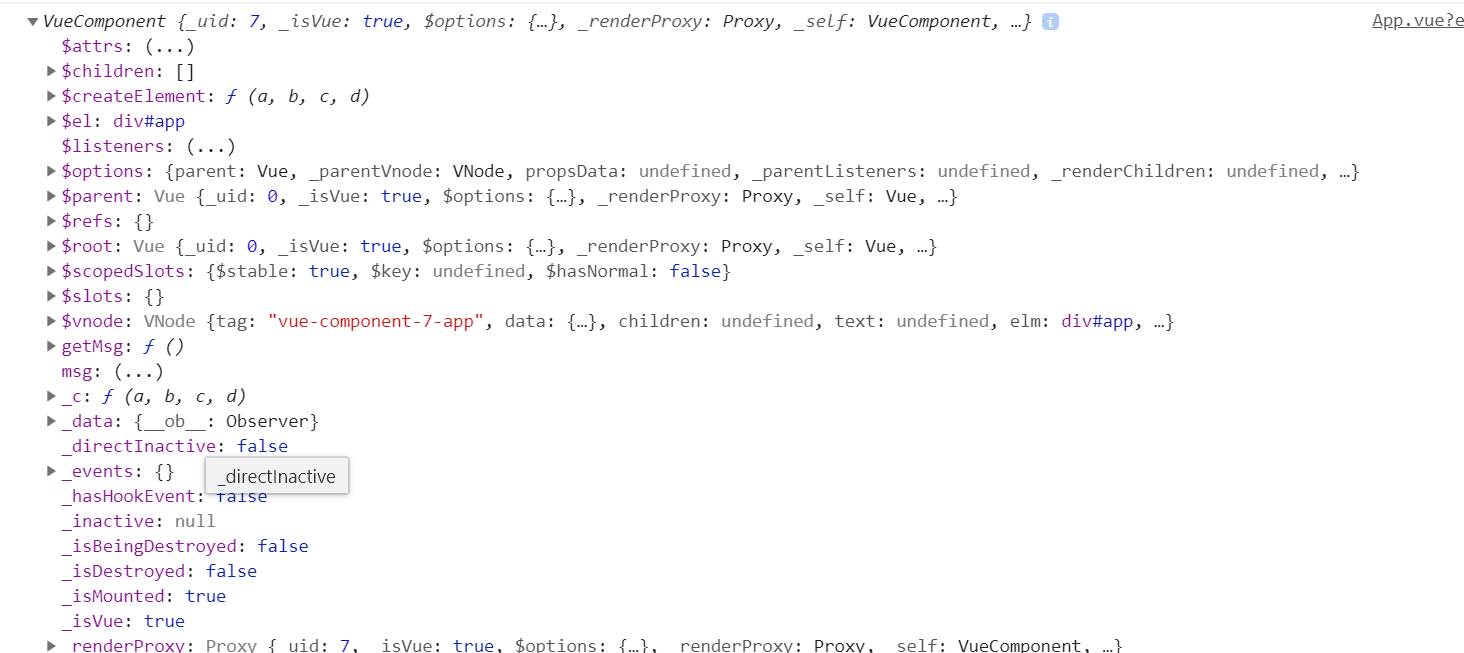 VueComponent {_uid: 7, _isVue: true, $options: {…}, _renderProxy: Proxy, _self: VueComponent, …} i App.vue?e
$attrs: (...)
$children: []
$createElement: ƒ (a, b, c, d)
$el: div#app
$listeners: (...)
$options: {parent: Vue, _parentVnode: VNode, propsData: undefined, _parentListeners: undefined, _renderChildren: undefined, …}
$parent: Vue {_uid: 0, _isVue: true, $options: {…}, _renderProxy: Proxy, _self: Vue, …}
$refs: {}
$root: Vue {_uid: 0, _isVue: true, $options: {…}, _renderProxy: Proxy, _self: Vue, …}
$scopedSlots: {$stable: true, $key: undefined, $hasNormal: false}
$slots: {}
$vnode: VNode {tag: "vue-component-7-app", data: {…}, children: undefined, text: undefined, elm: div#app, …}
getMsg: ƒ ()
msg: (...)
_c: ƒ (a, b, c, d)
_data: {__ob__: Observer}
_directInactive: false
_events: {}
_directInactive
_hasHookEvent: false
_inactive: null
_isBeingDestroyed: false
_isDestroyed: false
_isMounted: true
_isVue: true
_renderProxy: Proxy {_uid: 7, _isVue: true, $options: {…}, _renderProxy: Proxy, _self: VueComponent, …}